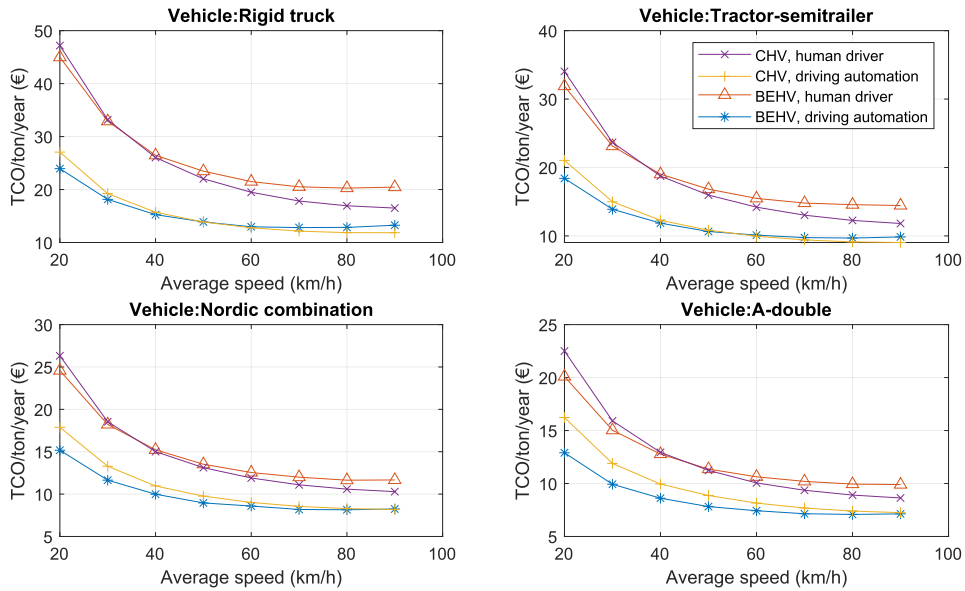 Vehicle:Rigid truck
TCO/ton/year (€)
50
40
30
20
10
20
40
60
80
100
Average speed (km/h)
Vehicle:Tractor-semitrailer
TCO/ton/year (€)
40
30
20
10
20
40
60
80
100
Average speed (km/h)
CHV, human driver
CHV, driving automation
BEHV, human driver
BEHV, driving automation
Vehicle:Nordic combination
TCO/ton/year (€)
30
25
20
15
10
5
20
40
60
80
100
Average speed (km/h)
Vehicle:A-double
TCO/ton/year (€)
25
20
15
10
5
20
40
60
80
100
Average speed (km/h)